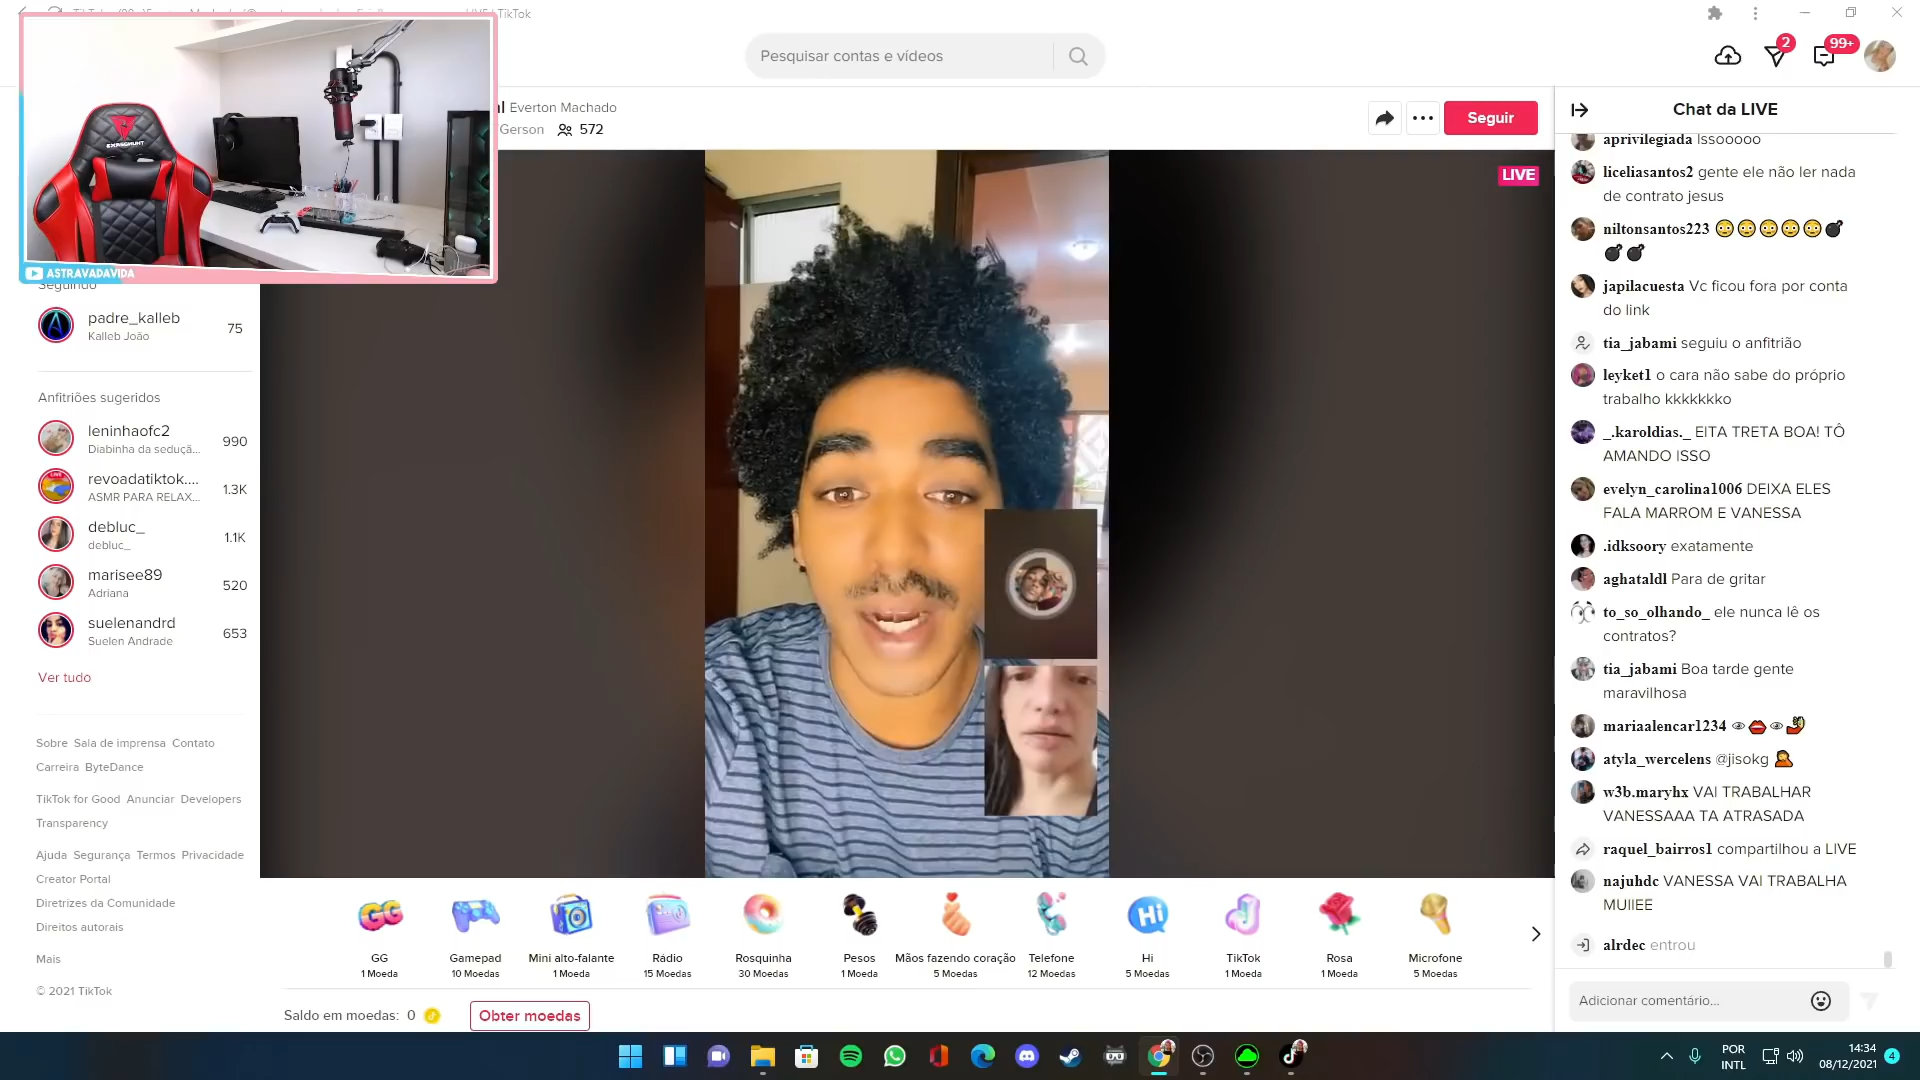 LIVE | TikTok
Pesquisar contas e vídeos
2
99+
EXPERMUNT
ASTRAVADAVIDA
Everton Machado
Gerson 572
Seguir
LIVE
Seguindo
padre_kalleb
Kalleb João
75
Anfitriões sugeridos
leninhaofc2
Diabinha da seduçã...
990
revoadatiktok....
ASMR PARA RELAX...
1.3K
debluc_
debluc_
1.1K
marisee89
Adriana
520
suelenandrd
Suelen Andrade
653
Ver tudo
Sobre Sala de imprensa Contato
Carreira ByteDance
TikTok for Good Anunciar Developers
Transparency
Ajuda Segurança Termos Privacidade
Creator Portal
Diretrizes da Comunidade
Direitos autorais
Mais
© 2021 TikTok
GG
1 Moeda
Gamepad
10 Moedas
Mini alto-falante
1 Moeda
Rádio
15 Moedas
Rosquinha
30 Moedas
Pesos
1 Moeda
Mãos fazendo coração
5 Moedas
Telefone
12 Moedas
Hi
5 Moedas
TikTok
1 Moeda
Rosa
1 Moeda
Microfone
5 Moedas
Saldo em moedas: 0
Obter moedas
Chat da LIVE
aprivilegiada Issooooo
liceliasantos2 gente ele não ler nada
de contrato jesus
niltonsantos223 😳😳😳😳😳💣
💣💣
japilacuesta Vc ficou fora por conta
do link
tia_jabami seguiu o anfitrião
leyket1 o cara não sabe do próprio
trabalho kkkkkkko
_.karoldias._ EITA TRETA BOA! TÔ
AMANDO ISSO
evelyn_carolina1006 DEIXA ELES
FALA MARROM E VANESSA
.idksoory exatamente
aghataldl Para de gritar
to_so_olhando_ ele nunca lê os
contratos?
tia_jabami Boa tarde gente
maravilhosa
mariaalencar1234 👁👄👁🤳
atyla_wercelens @jisokg 🤦
w3b.maryhx VAI TRABALHAR
VANESSAAA TA ATRASADA
raquel_bairros1 compartilhou a LIVE
najuhdc VANESSA VAI TRABALHA
MUIIEE
alrdec entrou
Adicionar comentário...
POR
INTL
14:34
08/12/2021
4